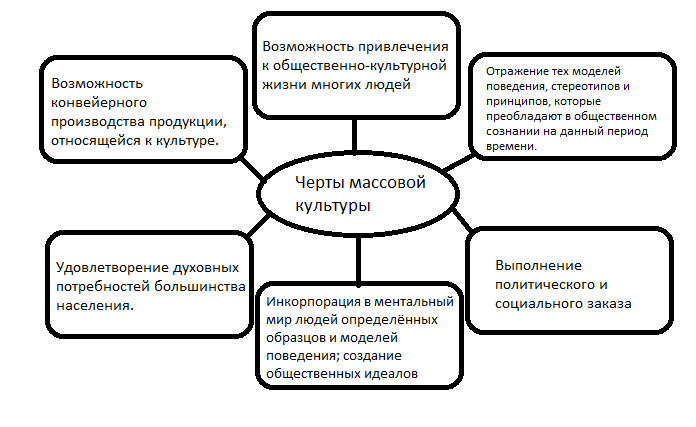 Возможность привлечения
к общественно-культурной
жизни многих людей
Возможность
конвейерного
производства продукции,
относящейся к культуре.
Отражение тех моделей
поведения, стереотипов и
принципов, которые
преобладают в общественном
сознании на данный период
времени.
Черты массовой
культуры
Удовлетворение духовных
потребностей большинства
населения.
Инкорпорация в ментальный
мир людей определённых
образцов и моделей
поведения; создание
общественных идеалов
Выполнение
политического и
социального заказа